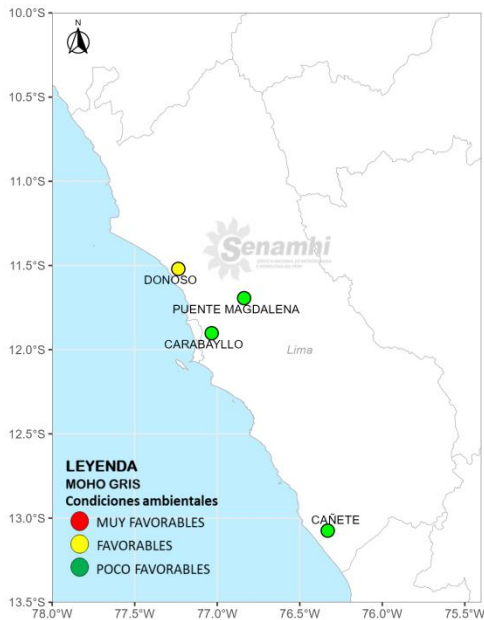 10.0°S
N
10.5°S
11.0°S
Senamhi
11.5°S
DONOSO
PUENTE MAGDALENA
CARABAYLLO
12.0°S
Lima
12.5°S
LEYENDA
MOHO GRIS
Condiciones ambientales
MUY FAVORABLES
FAVORABLES
POCO FAVORABLES
CAÑETE
13.0°S
13.5°S
78.0°W
77.5°W
77.0°W
76.5°W
76.0°W
75.5°W